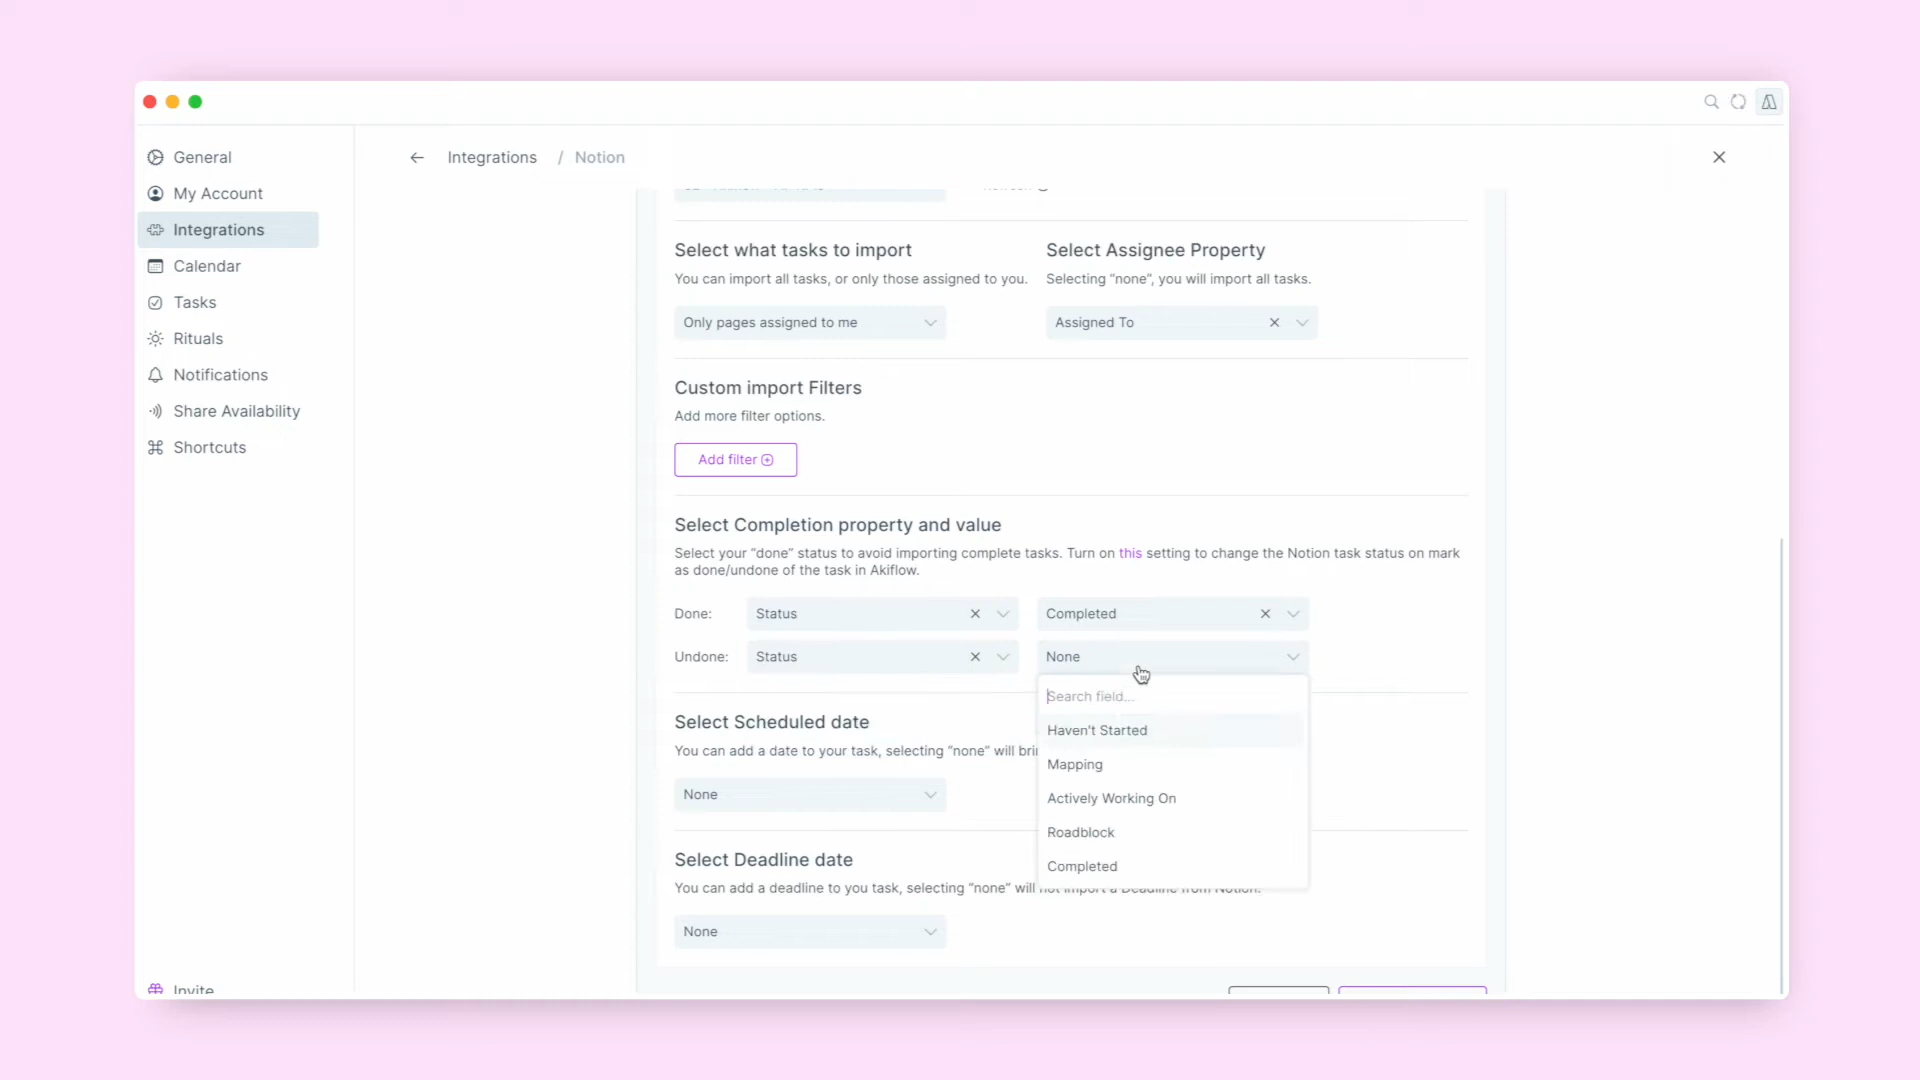 General
My Account
Integrations
Calendar
Tasks
Rituals
Notifications
Share Availability
Shortcuts
Invite
Integrations / Notion
Select what tasks to import
You can import all tasks, or only those assigned to you.
Only pages assigned to me
Select Assignee Property
Selecting "none", you will import all tasks.
Assigned To
Custom import Filters
Add more filter options.
Add filter
Select Completion property and value
Select your "done" status to avoid importing complete tasks. Turn on this setting to change the Notion task status on mark
as done/undone of the task in Akiflow.
Done: Status Completed
Undone: Status None
Search field...
Haven't Started
Mapping
Actively Working On
Roadblock
Completed
Select Scheduled date
You can add a date to your task, selecting "none" will
None
Select Deadline date
You can add a deadline to you task, selecting "none" will not import a Deadline from Notion.
None